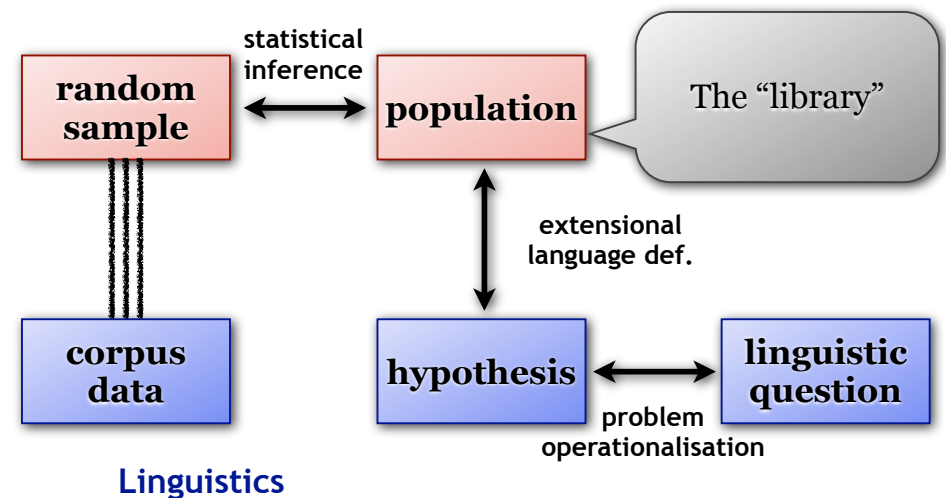 statistical
inference
random
sample
population
The “library”
extensional
language def.
corpus
data
hypothesis
linguistic
question
problem
operationalisation
Linguistics